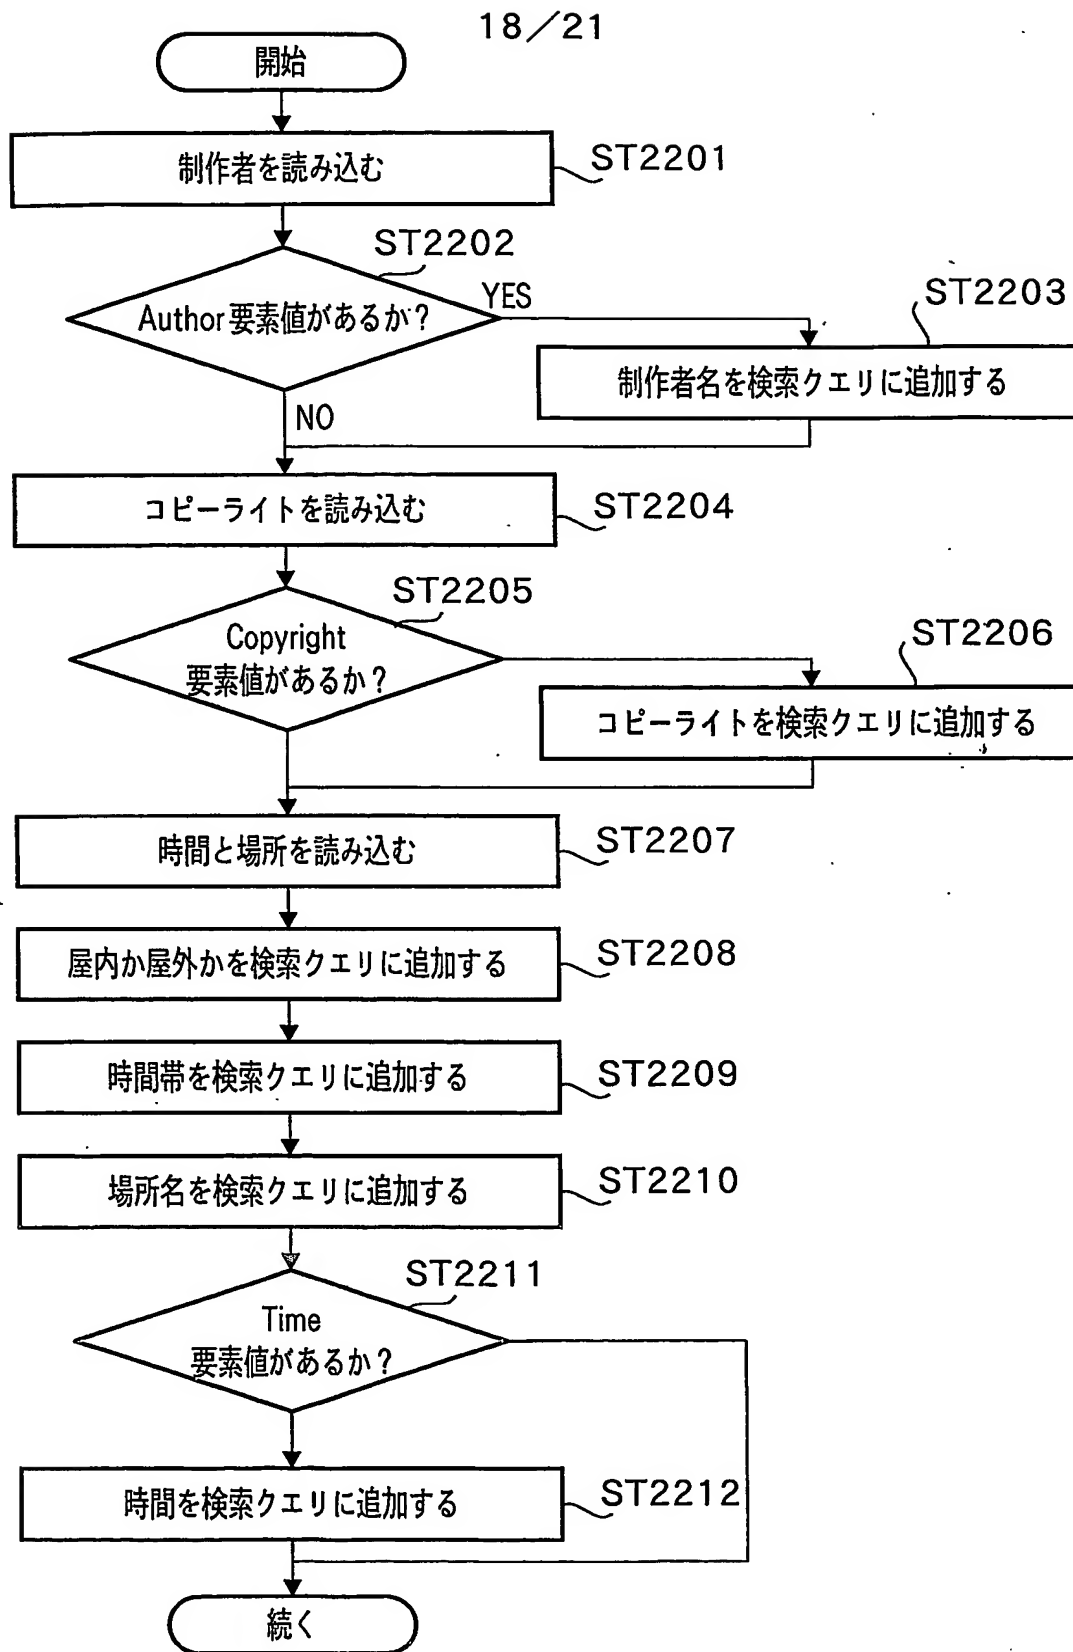 18/21
開始
制作者を読み込む
ST2201
ST2202
Author要素値があるか?
YES
ST2203
制作者名を検索クエリに追加する
NO
コピーライトを読み込む
ST2204
ST2205
Copyright
要素値があるか?
ST2206
コピーライトを検索クエリに追加する
時間と場所を読み込む
ST2207
屋内か屋外かを検索クエリに追加する
ST2208
時間帯を検索クエリに追加する
ST2209
場所名を検索クエリに追加する
ST2210
ST2211
Time
要素値があるか?
時間を検索クエリに追加する
ST2212
続く